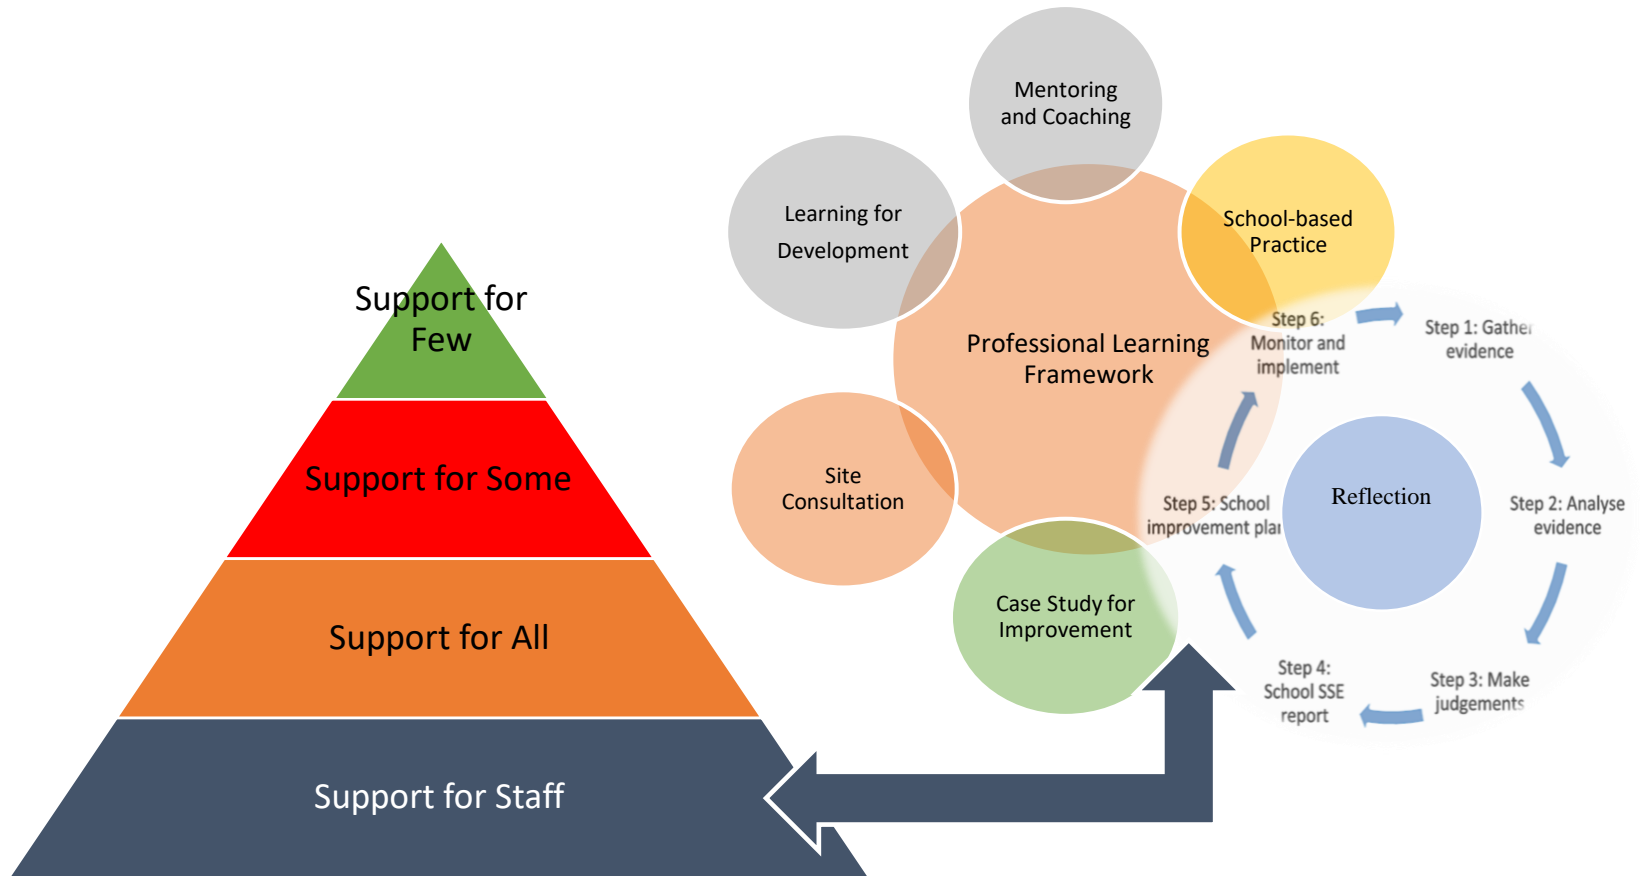 Support for
Few
Support for Some
Support for All
Support for Staff
Mentoring
and Coaching
Learning for
Development
School-based
Practice
Professional Learning
Framework
Site
Consultation
Case Study for
Improvement
Reflection
Step 1: Gather
evidence
Step 2: Analyse
evidence
Step 3: Make
judgements
Step 4:
School SSE
report
Step 5: School
improvement plan
Step 6:
Monitor and
implement